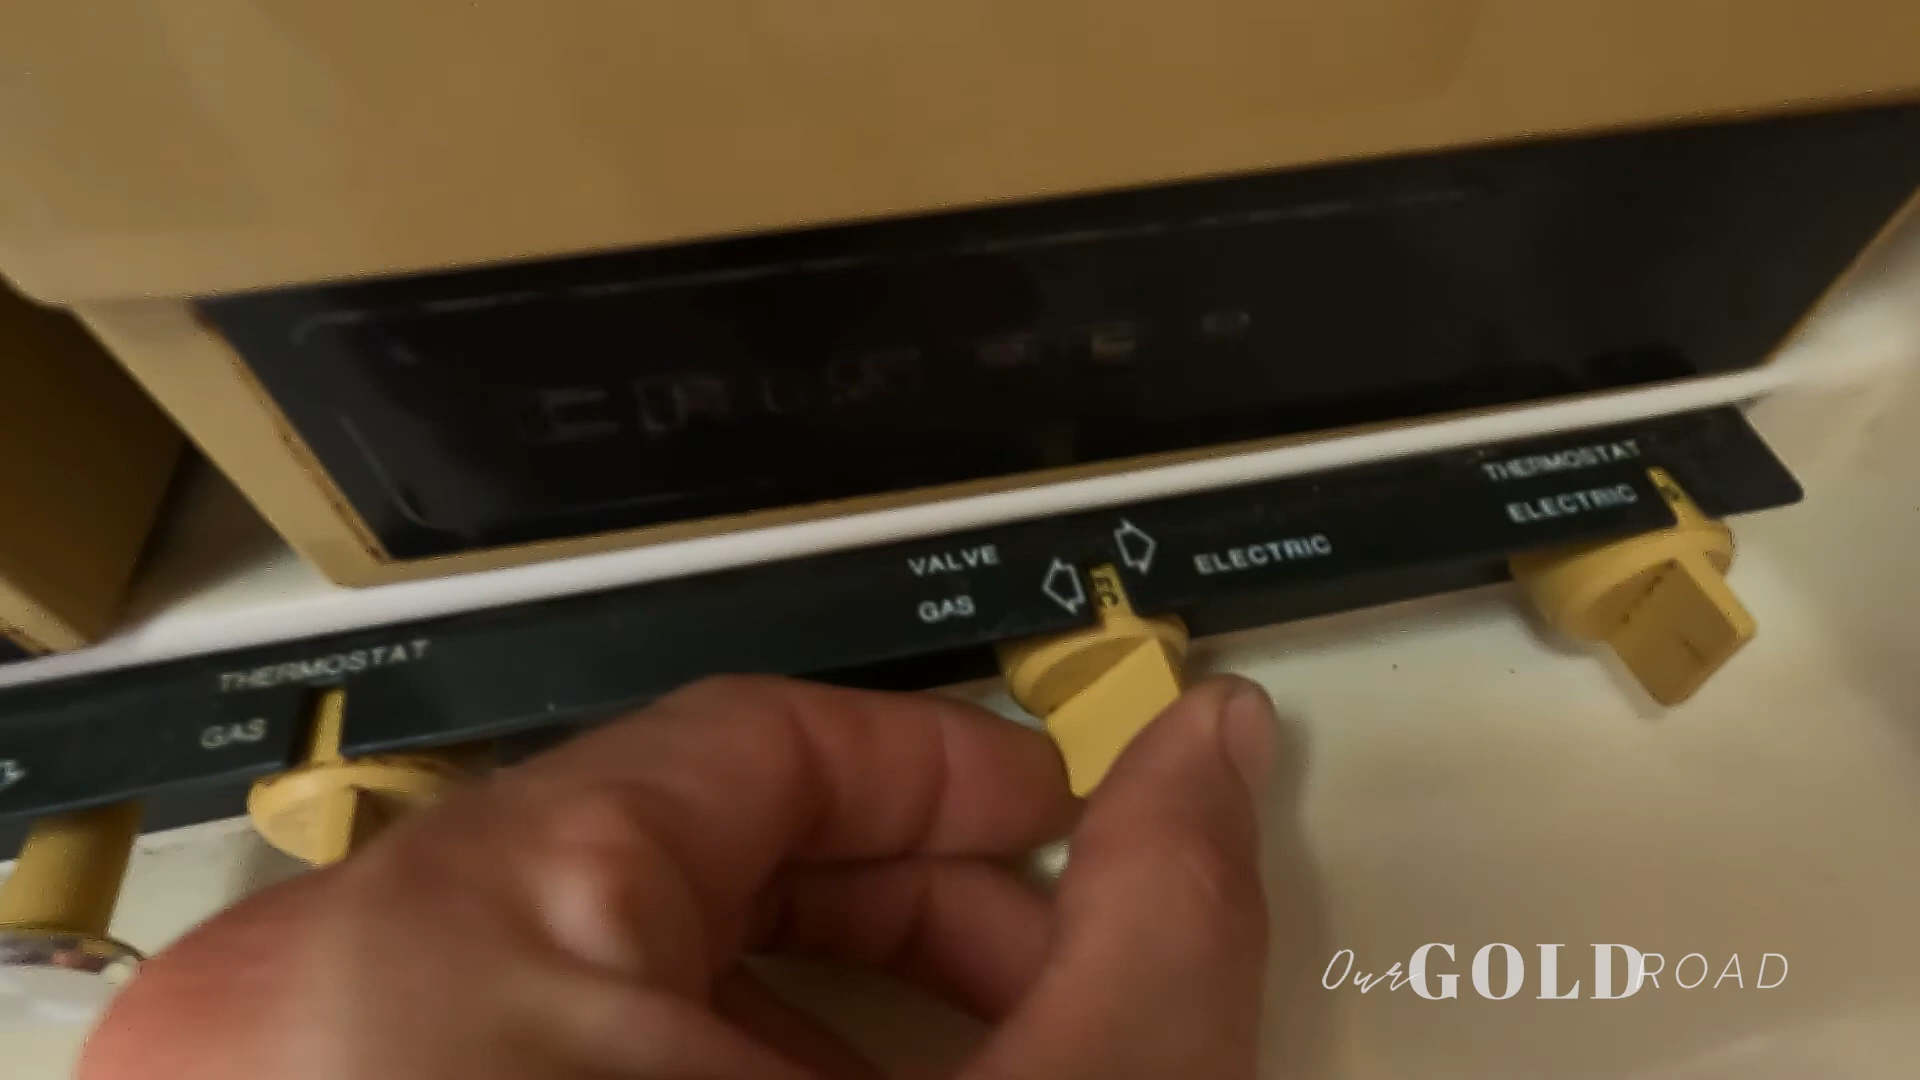 THERMOSTAT
GAS
VALVE
GAS
ELECTRIC
THERMOSTAT
ELECTRIC
Our GOLD ROAD